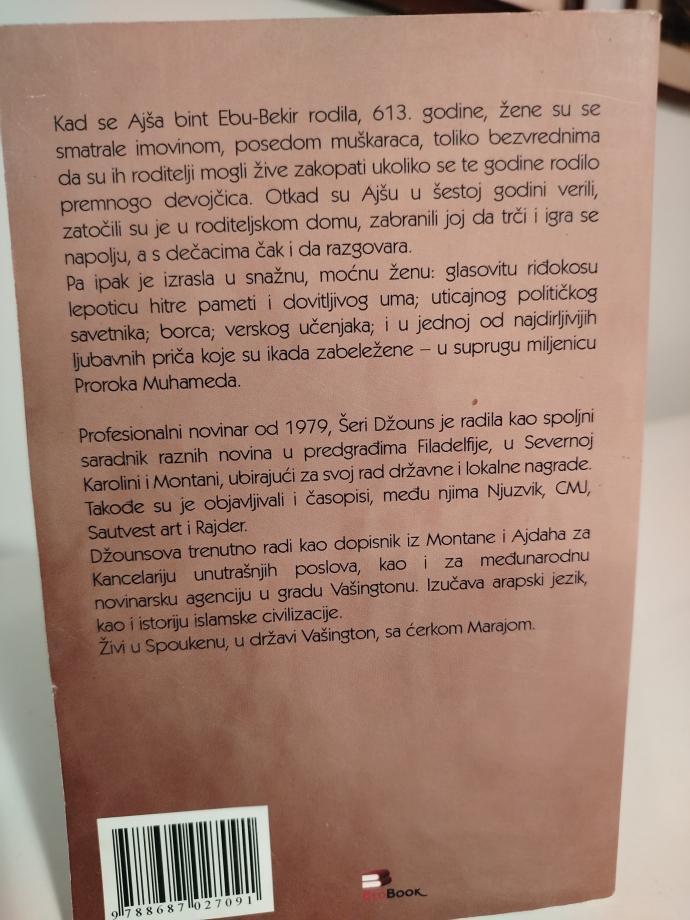 Kad se Ajša bint Ebu-Bekir rodila, 613. godine, žene su se
smatrale imovinom, posedom muškaraca, toliko bezvrednima
da su ih roditelji mogli žive zakopati ukoliko se te godine rodilo
premnogo devojčica. Otkad su Ajšu u šestoj godini verili,
zatočili su je u roditeljskom domu, zabranili joj da trči i igra se
napolju, a s dečacima čak i da razgovara.
Pa ipak je izrasla u snažnu, moćnu ženu: glasovitu riđokosu
lepoticu hitre pameti i dovitljivog uma; uticajnog političkog
savetnika; borca; verskog učenjaka; i u jednoj od najdirljivijih
ljubavnih priča koje su ikada zabeležene – u suprugu miljenicu
Proroka Muhameda.
Profesionalni novinar od 1979, Šeri Džouns je radila kao spoljni
saradnik raznih novina u predgrađima Filadelfije, u Severnoj
Karolini i Montani, ubirajući za svoj rad državne i lokalne nagrade.
Takođe su je objavljivali i časopisi, među njima Njuzvik, CMJ,
Sautvest art i Rajder.
Džounsova trenutno radi kao dopisnik iz Montane i Ajdaha za
Kancelariju unutrašnjih poslova, kao i za međunarodnu
novinarsku agenciju u gradu Vašingtonu. Izučava arapski jezik,
kao i istoriju islamske civilizacije.
Živi u Spoukenu, u državi Vašington, sa ćerkom Marajom.
9 788687 027091
BeoBook